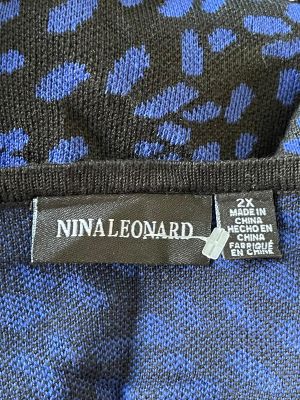 NINA LEONARD
2X
MADE IN
CHINA
HECHO EN
CHINA
FABRIQUÉ
EN CHINE